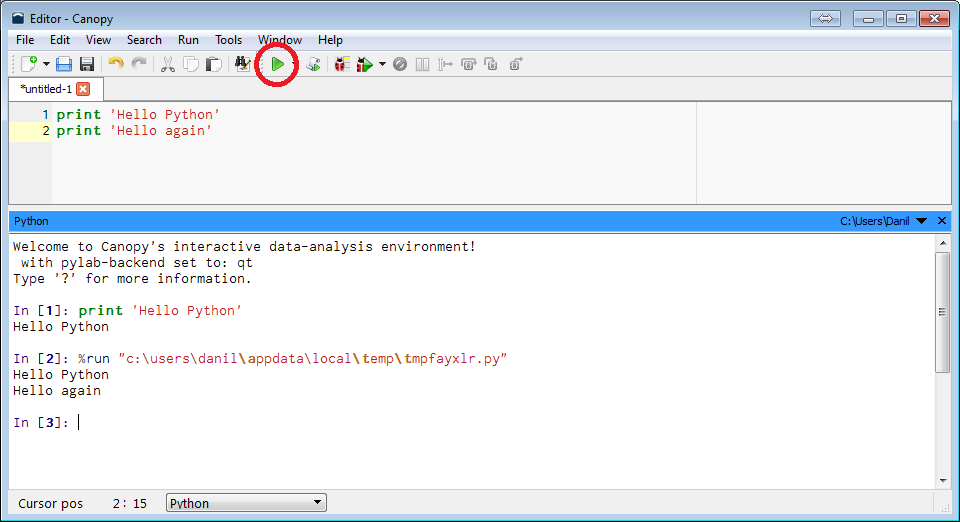 Editor - Canopy
File Edit View Search Run Tools Window Help
*untitled-1
1 print 'Hello Python'
2 print 'Hello again'
Python C:\Users\Danil
Welcome to Canopy's interactive data-analysis environment!
with pylab-backend set to: qt
Type '?' for more information.
In [1]: print 'Hello Python'
Hello Python
In [2]: %run "c:\users\danil\appdata\local\temp\tmpfayxlr.py"
Hello Python
Hello again
In [3]:
Cursor pos 2: 15 Python